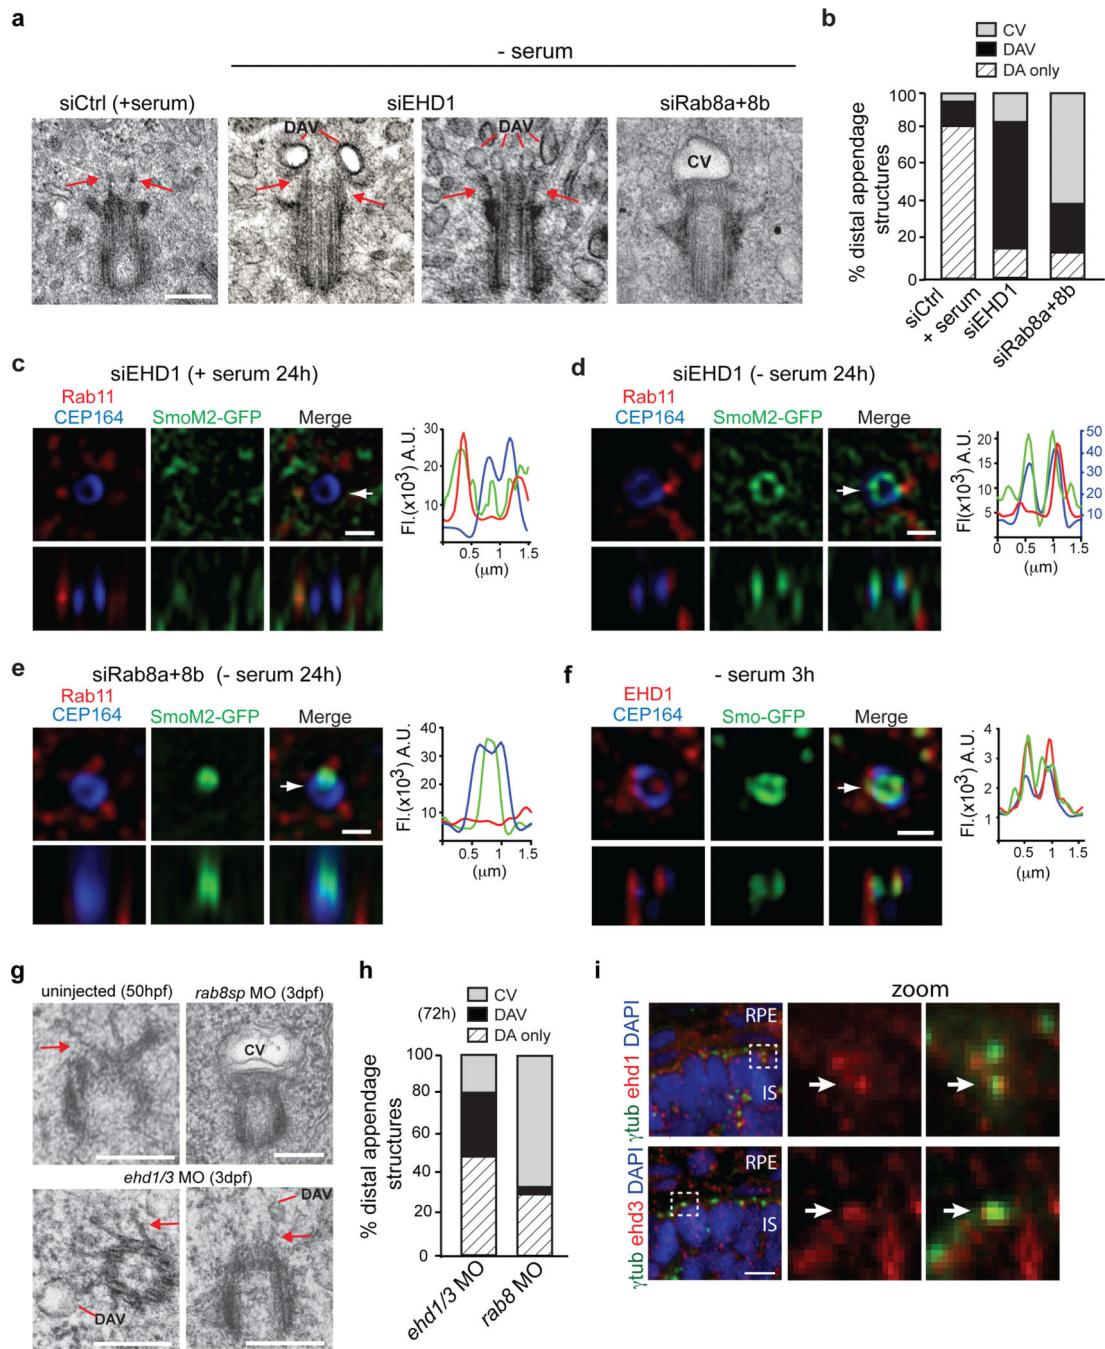 a
- serum
siCtrl (+serum)
siEHD1
siRab8a+8b
DAV
DAV
CV
b
CV
DAV
DA only
% distal appendage
structures
100
80
60
40
20
0
siCtrl
+ serum
siEHD1
siRab8a+8b
c
siEHD1 (+ serum 24h)
Rab11
CEP164
SmoM2-GFP
Merge
Fl.(x10³) A.U.
30
20
10
0.5
1
1.5
(μm)
d
siEHD1 (- serum 24h)
Rab11
CEP164
SmoM2-GFP
Merge
Fl(x10³) A.U.
20
15
10
5
50
40
30
20
10
0
0.5
1
1.5
(μm)
e
siRab8a+8b (- serum 24h)
Rab11
CEP164
SmoM2-GFP
Merge
Fl.(x10³) A.U.
40
30
20
10
0.5
1
1.5
(μm)
f
- serum 3h
EHD1
CEP164
Smo-GFP
Merge
Fl.(x10³) A.U.
4
3
2
1
0.5
1
1.5
(μm)
g
uninjected (50hpf)
rab8sp MO (3dpf)
CV
ehd1/3 MO (3dpf)
DAV
DAV
h
(72h)
CV
DAV
DA only
% distal appendage
structures
100
80
60
40
20
0
ehd1/3 MO
rab8 MO
i
zoom
γtub ehd1 DAPI
RPE
IS
γtub ehd3 DAPI
RPE
IS